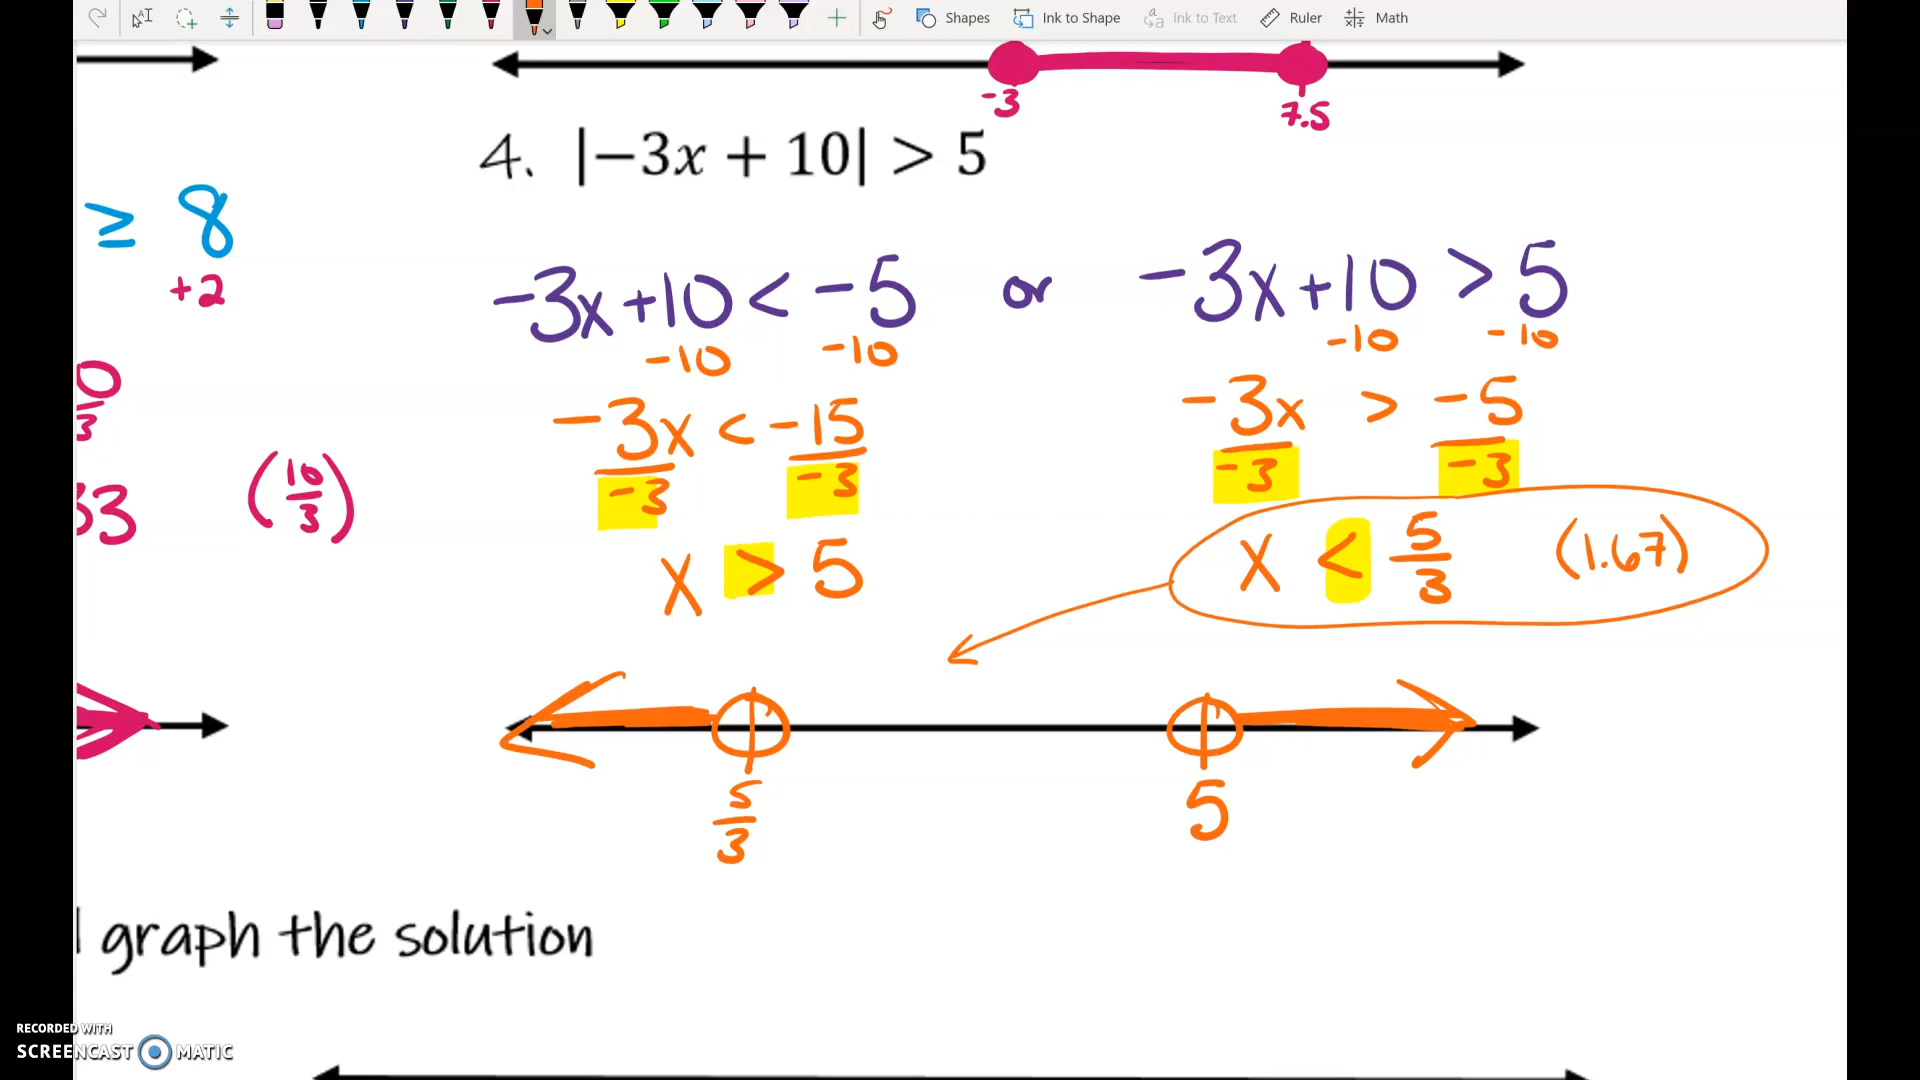 Shapes Ink to Shape Ink to Text Ruler Math
-3 7.5
4. |−3x + 10| > 5
≥ 8
+2
-3x+10 < -5 or -3x+10 > 5
-10 -10 -10 -10
-3x < -15 -3x > -5
-3 -3 -3 -3
x > 5 x < 5/3 (1.67)
0
3
33 (10/3)
5/3 5
graph the solution
RECORDED WITH
SCREENCAST MATIC